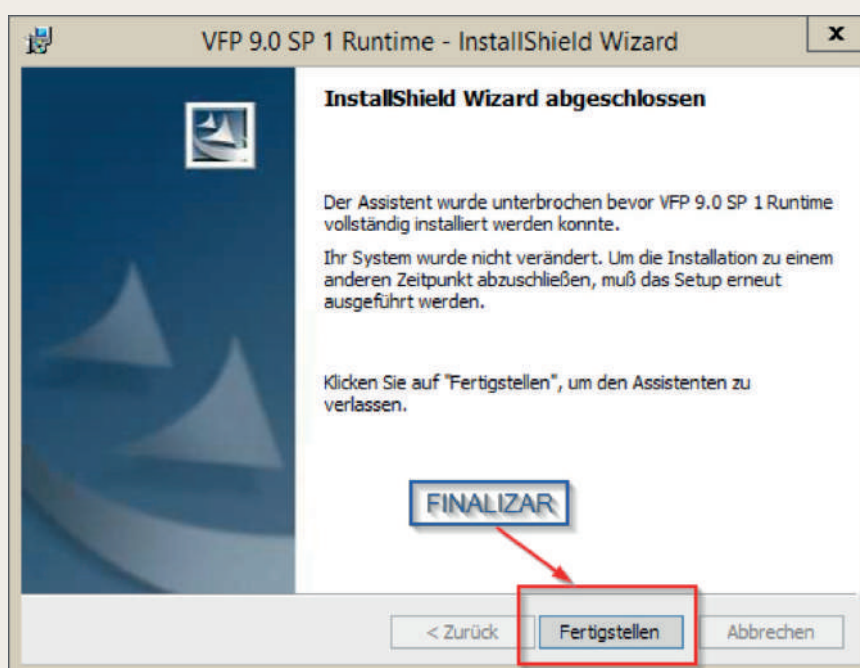 VFP 9.0 SP 1 Runtime - InstallShield Wizard
x
InstallShield Wizard abgeschlossen
Der Assistent wurde unterbrochen bevor VFP 9.0 SP 1 Runtime
vollständig installiert werden konnte.
Ihr System wurde nicht verändert. Um die Installation zu einem
anderen Zeitpunkt abzuschließen, muß das Setup erneut
ausgeführt werden.
Klicken Sie auf "Fertigstellen", um den Assistenten zu
verlassen.
FINALIZAR
< Zurück
Fertigstellen
Abbrechen